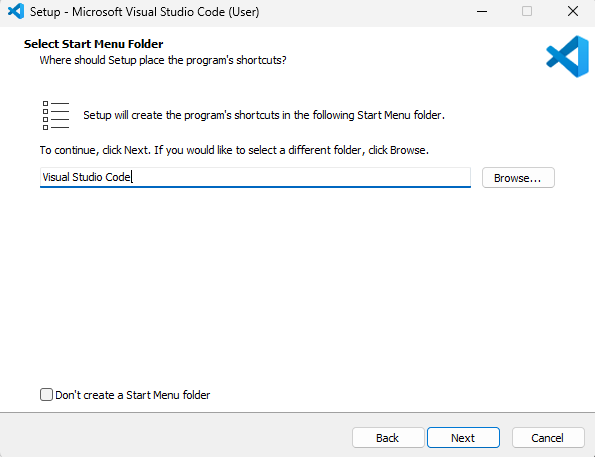 Setup - Microsoft Visual Studio Code (User)
Select Start Menu Folder
Where should Setup place the program's shortcuts?
Setup will create the program's shortcuts in the following Start Menu folder.
To continue, click Next. If you would like to select a different folder, click Browse.
Visual Studio Code
Browse...
Don't create a Start Menu folder
Back
Next
Cancel